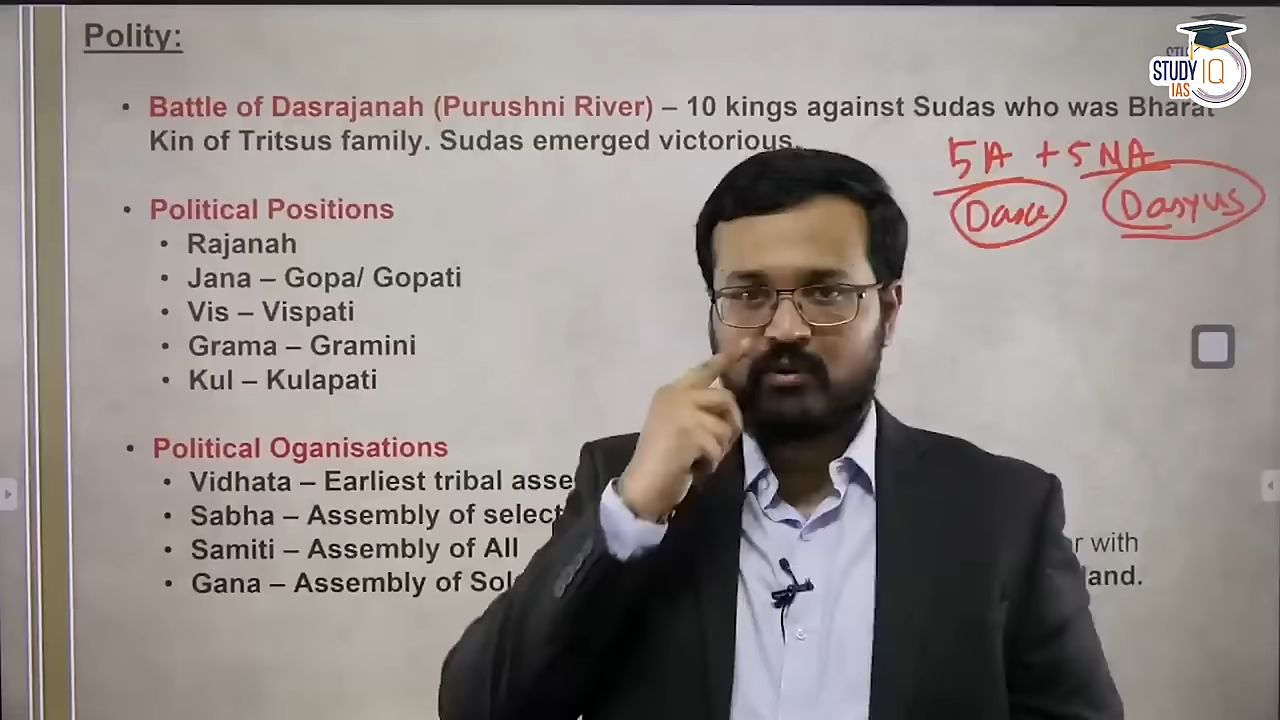 Polity:
STUDY IQ
IAS
• Battle of Dasrajanah (Purushni River) – 10 kings against Sudas who was Bharat
Kin of Tritsus family. Sudas emerged victorious.
5A + 5 NA
Dasyus
• Political Positions
• Rajanah
• Jana – Gopa/ Gopati
• Vis – Vispati
• Grama – Gramini
• Kul – Kulapati
• Political Oganisations
• Vidhata – Earliest tribal asse
• Sabha – Assembly of select
• Samiti – Assembly of All
r with
• Gana – Assembly of Sol
land.